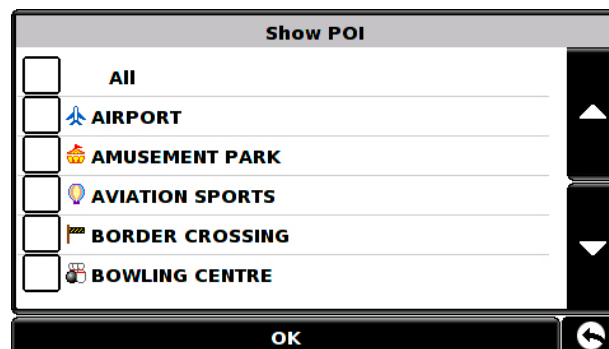 Show POI
All
AIRPORT
AMUSEMENT PARK
AVIATION SPORTS
BORDER CROSSING
BOWLING CENTRE
OK